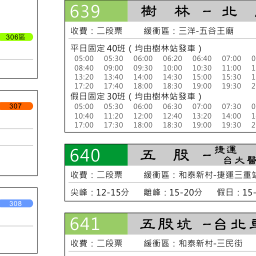 306區
307
308
639 樹林-北
收費：二段票 緩衝區：三洋-五谷王廟
平日固定40班（均由樹林站發車）
05:00 05:30 06:00 06:20 06:40 07:00
08:40 09:00 09:30 10:00 10:30 11:00
13:20 13:40 14:00 14:30 15:00 15:30
17:20 17:40 18:00 18:20 18:40 19:00
假日固定30班（均由樹林站發車）
05:00 05:30 06:00 06:30 07:00 07:30
10:40 11:20 12:00 12:40 13:20 14:00
17:00 17:30 18:00 18:30 19:00 19:30
640 五股-捷運台大醫
收費：二段票 緩衝區：和泰新村-捷運三重站
尖峰：12-15分 離峰：15-20分 假日：15-
641 五股坑-台北車
收費：二段票 緩衝區：和泰新村-三民街